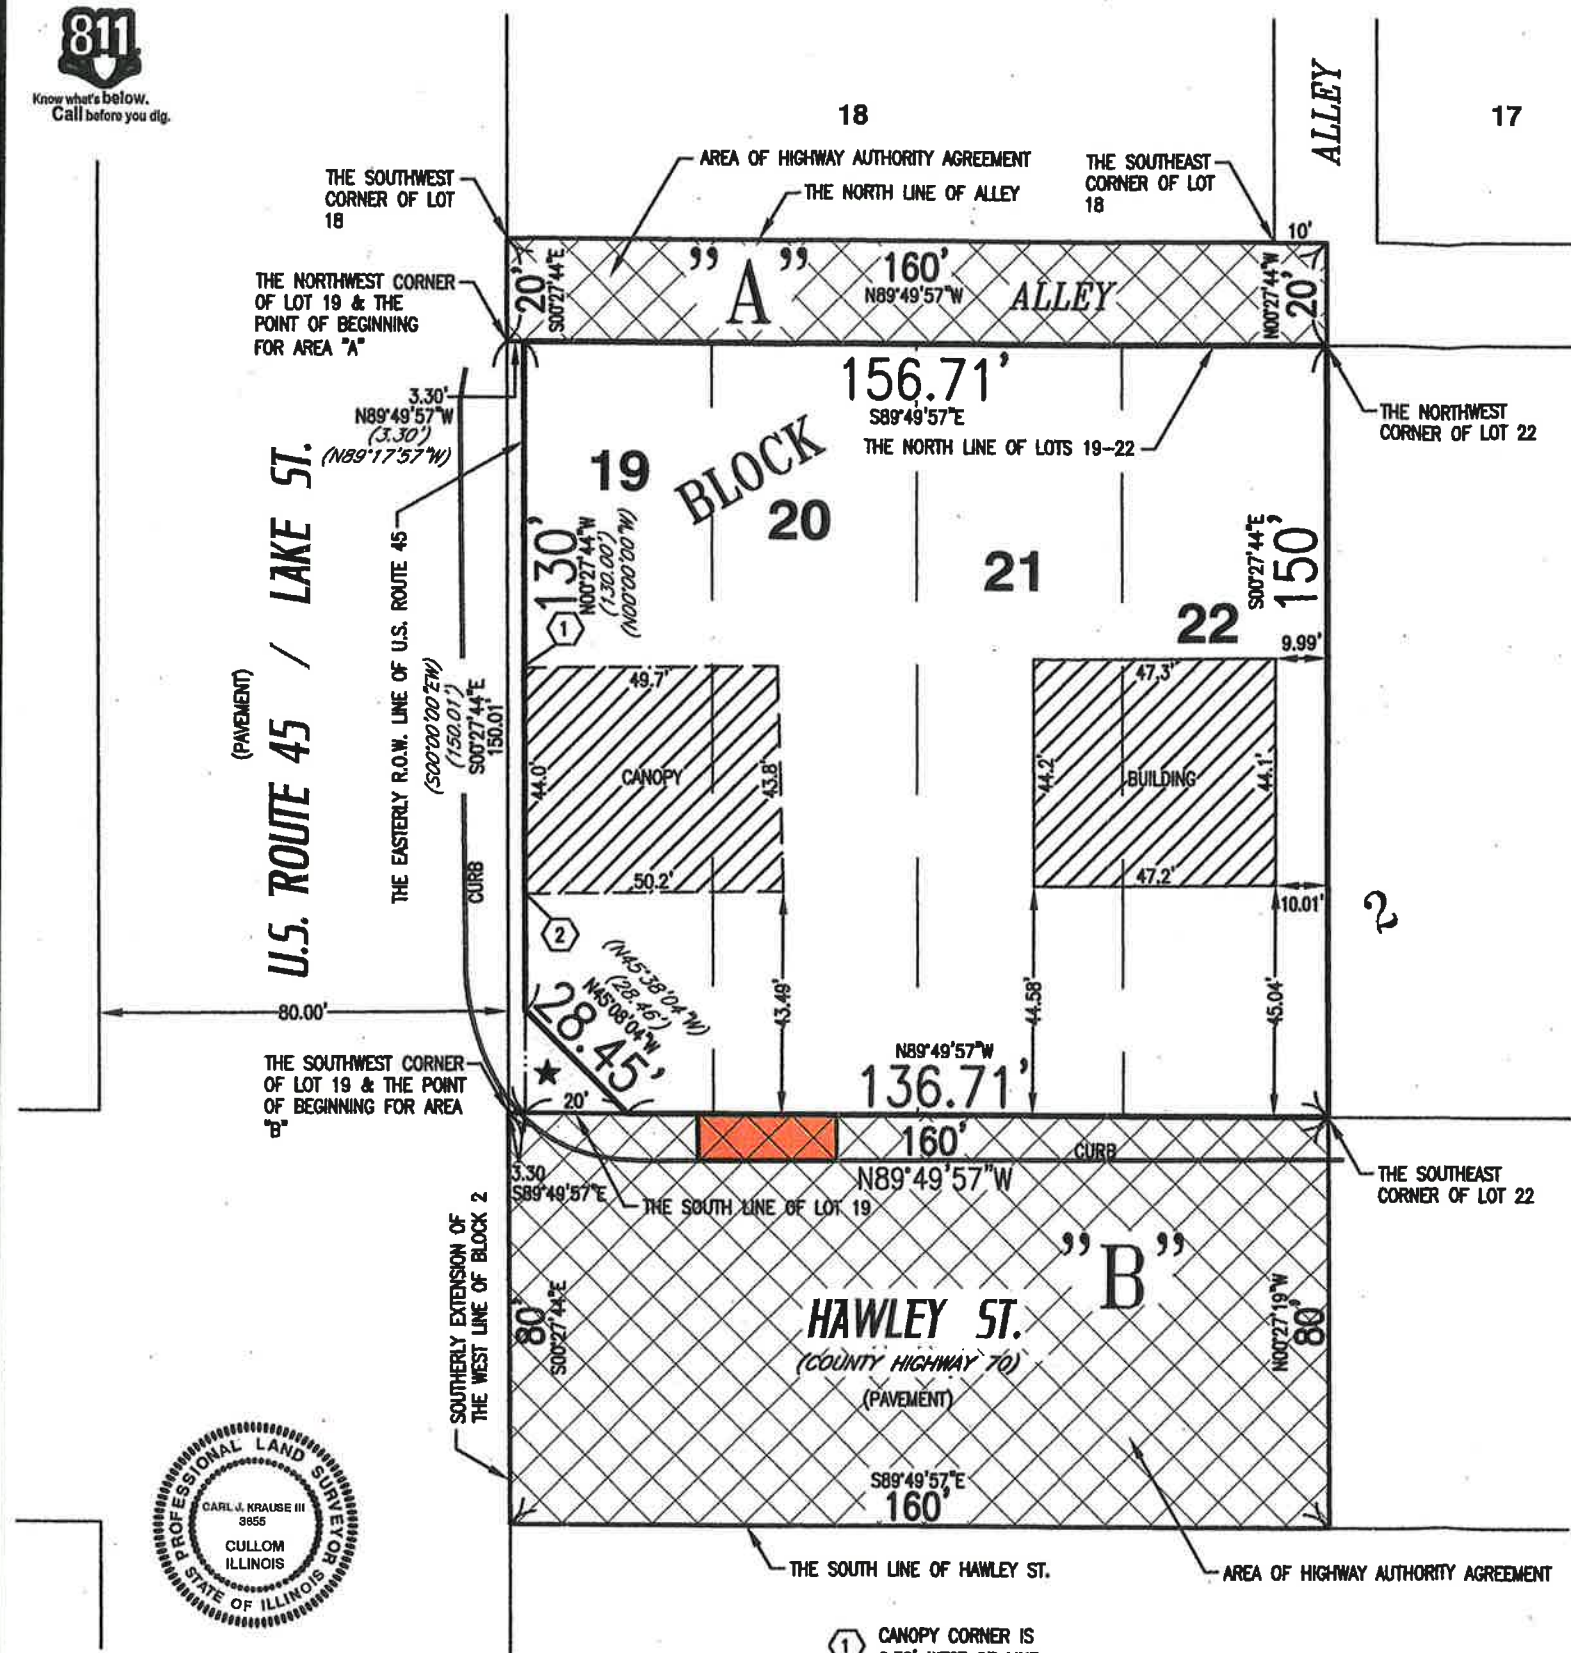 811
Know what's below.
Call before you dig.
18
ALLEY
17
AREA OF HIGHWAY AUTHORITY AGREEMENT
THE NORTH LINE OF ALLEY
THE SOUTHWEST
CORNER OF LOT
18
THE SOUTHEAST
CORNER OF LOT
18
10'
THE NORTHWEST CORNER
OF LOT 19 & THE
POINT OF BEGINNING
FOR AREA "A"
20'
S00°27'44"E
"A"
160'
N89°49'57"W
ALLEY
N00°27'44"W
20'
156.71'
S89°49'57"E
THE NORTH LINE OF LOTS 19-22
THE NORTHWEST
CORNER OF LOT 22
3.30'
N89°49'57"W
(3.30')
(N89°17'57"W)
19
BLOCK
20
21
22
130'
N00°27'44"W
(130.00')
(N00°00'00"W)
1
S00°27'44"E
150'
9.99'
U.S. ROUTE 45 / LAKE ST.
(PAVEMENT)
THE EASTERLY R.O.W. LINE OF U.S. ROUTE 45
(S00°00'00"EW)
(150.01')
S00°27'44"E
150.01'
CURB
49.7'
44.0'
CANOPY
43.8'
50.2'
47.3'
44.2'
BUILDING
44.1'
47.2'
10.01'
2
2
(N45°38'04"W)
(28.46')
N45°08'04"W
28.45'
43.49'
44.58'
45.04'
80.00'
THE SOUTHWEST CORNER
OF LOT 19 & THE POINT
OF BEGINNING FOR AREA
"B"
20'
N89°49'57"W
136.71'
160'
N89°49'57"W
CURB
3.30
S89°49'57"E
THE SOUTH LINE OF LOT 19
THE SOUTHEAST
CORNER OF LOT 22
SOUTHERLY EXTENSION OF
THE WEST LINE OF BLOCK 2
80'
S00°27'44"E
"B"
HAWLEY ST.
(COUNTY HIGHWAY 70)
(PAVEMENT)
N00°27'19"W
80'
S89°49'57"E
160'
THE SOUTH LINE OF HAWLEY ST.
AREA OF HIGHWAY AUTHORITY AGREEMENT
PROFESSIONAL LAND SURVEYOR
CARL J. KRAUSE III
3855
CULLOM
ILLINOIS
STATE OF ILLINOIS
1
CANOPY CORNER IS